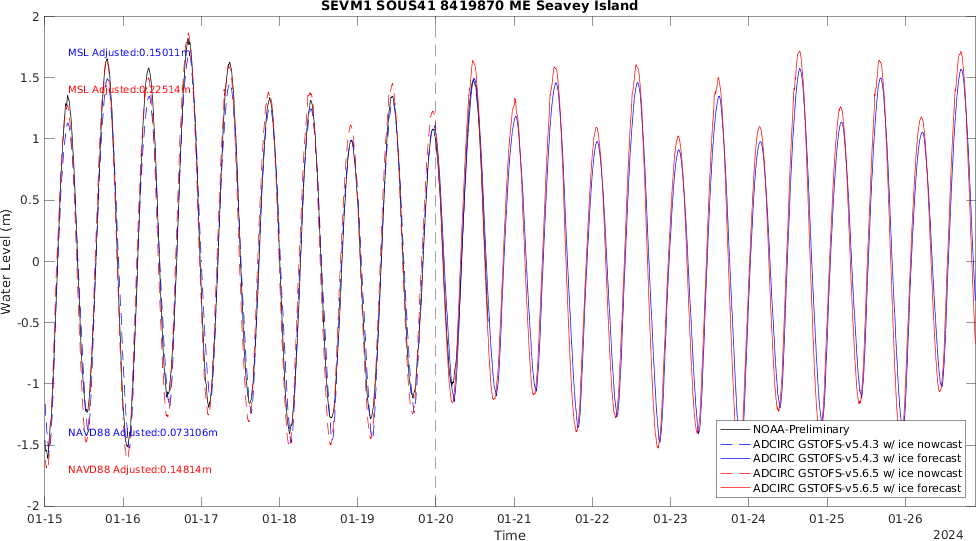 SEVM1 SOUS41 8419870 ME Seavey Island
2
1.5
1
0.5
0
-0.5
-1
-1.5
-2
Water Level (m)
MSL Adjusted:0.15011m
MSL Adjusted:0.22514m
NAVD88 Adjusted:0.073106m
NAVD88 Adjusted:0.14814m
NOAA-Preliminary
ADCIRC GSTOFS-v5.4.3 w/ ice nowcast
ADCIRC GSTOFS-v5.4.3 w/ ice forecast
ADCIRC GSTOFS-v5.6.5 w/ ice nowcast
ADCIRC GSTOFS-v5.6.5 w/ ice forecast
01-15 01-16 01-17 01-18 01-19 01-20 01-21 01-22 01-23 01-24 01-25 01-26
Time
2024